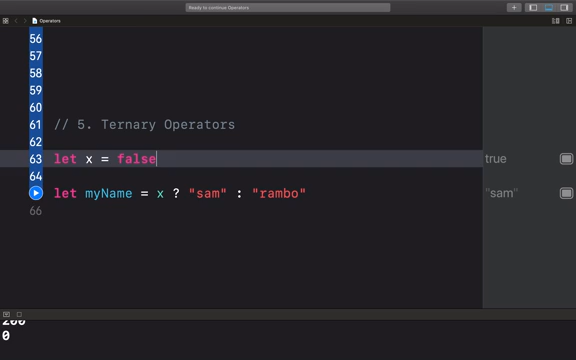 Ready to continue Operators
Operators
56
57
58
59
60
61 // 5. Ternary Operators
62
63 let x = false true
64
let myName = x ? "sam" : "rambo" "sam"
66
200
0